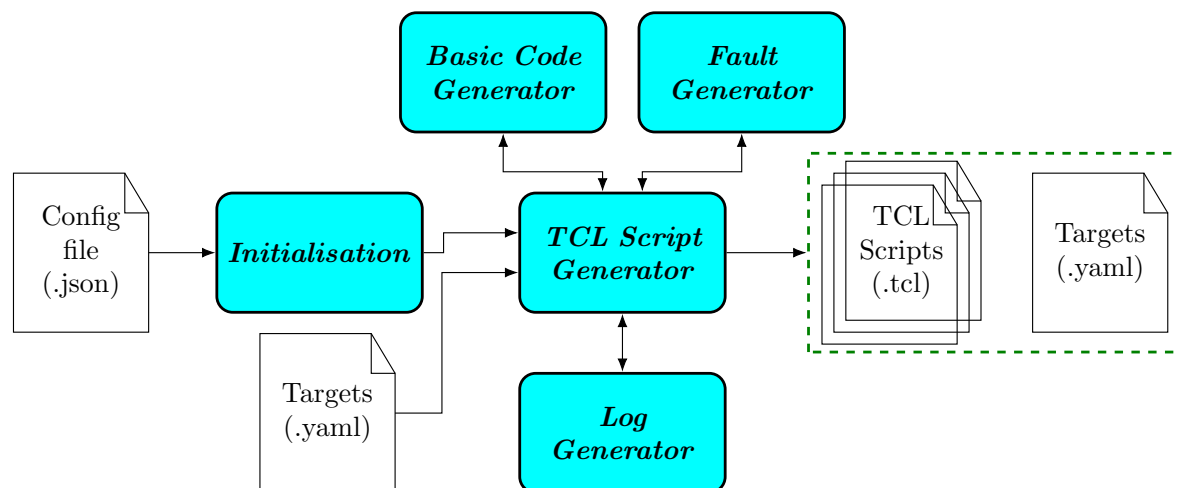 Basic Code
Generator
Fault
Generator
Config
file
(.json)
Initialisation
TCL Script
Generator
TCL
Scripts
(.tcl)
Targets
(.yaml)
Targets
(.yaml)
Log
Generator